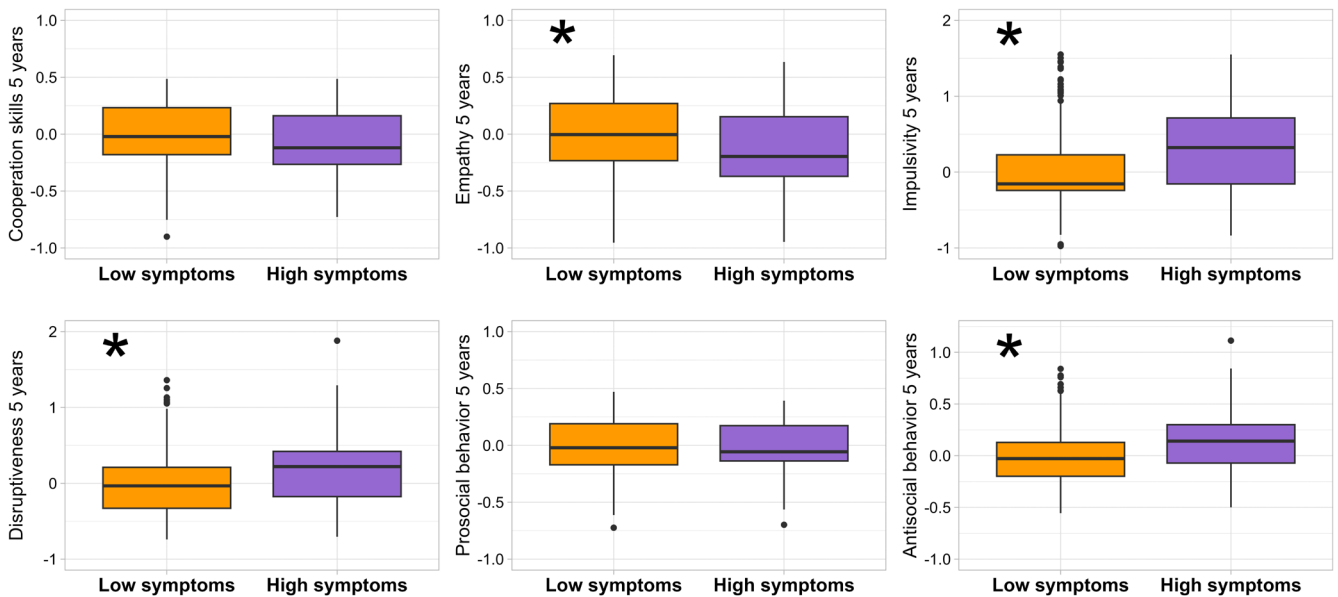 Cooperation skills 5 years
1.0
0.5
0.0
-0.5
-1.0
Low symptoms
High symptoms
Empathy 5 years
1.0
0.5
0.0
-0.5
-1.0
*
Low symptoms
High symptoms
Impulsivity 5 years
2
1
0
-1
*
Low symptoms
High symptoms
Disruptiveness 5 years
2
1
0
-1
*
Low symptoms
High symptoms
Prosocial behavior 5 years
1.0
0.5
0.0
-0.5
-1.0
Low symptoms
High symptoms
Antisocial behavior 5 years
1.0
0.5
0.0
-0.5
-1.0
*
Low symptoms
High symptoms